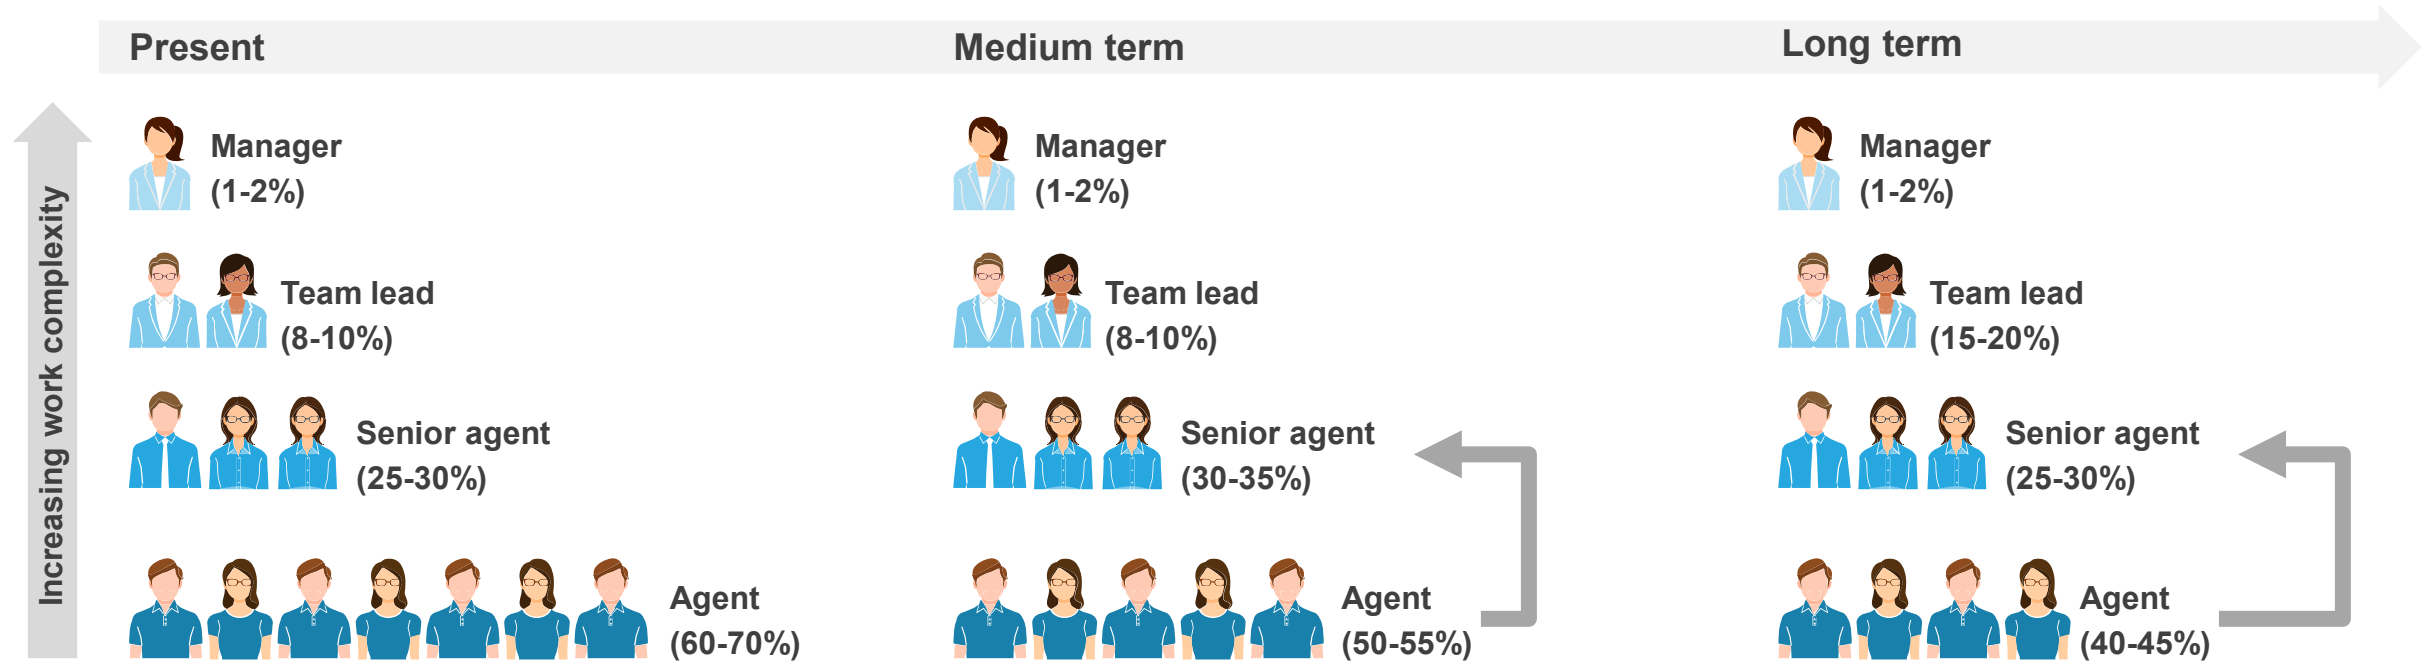 Present
Medium term
Long term
Increasing work complexity
Manager
(1-2%)
Team lead
(8-10%)
Senior agent
(25-30%)
Agent
(60-70%)
Manager
(1-2%)
Team lead
(8-10%)
Senior agent
(30-35%)
Agent
(50-55%)
Manager
(1-2%)
Team lead
(15-20%)
Senior agent
(25-30%)
Agent
(40-45%)